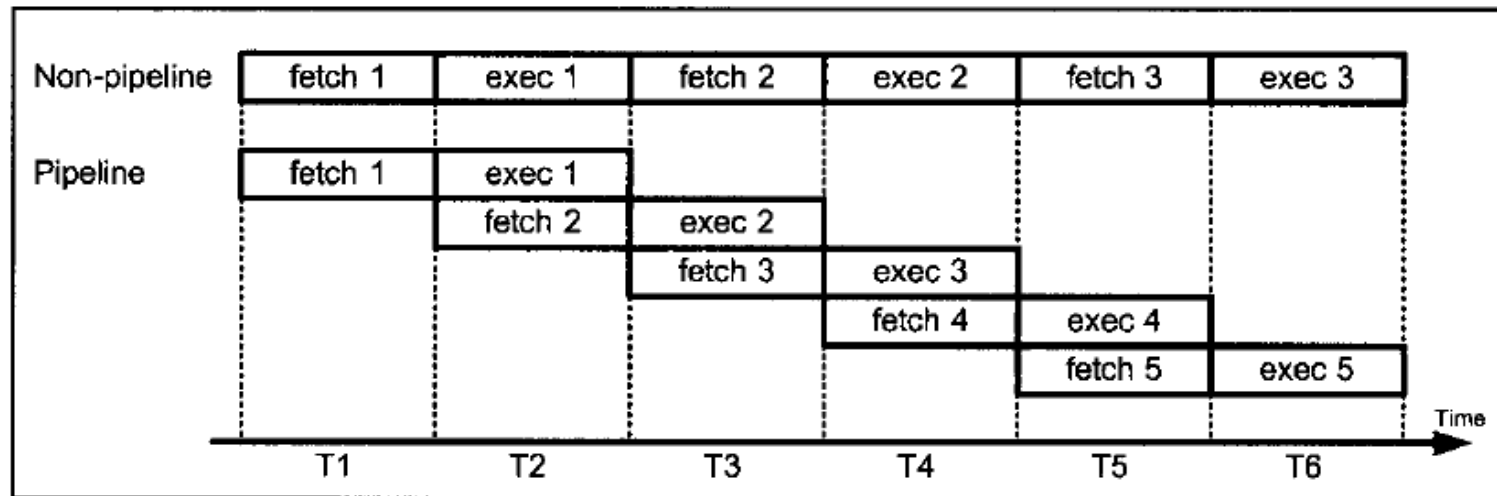 Non-pipeline fetch 1 exec 1 fetch 2 exec 2 fetch 3 exec 3
Pipeline fetch 1 exec 1
fetch 2 exec 2
fetch 3 exec 3
fetch 4 exec 4
fetch 5 exec 5
Time
T1 T2 T3 T4 T5 T6